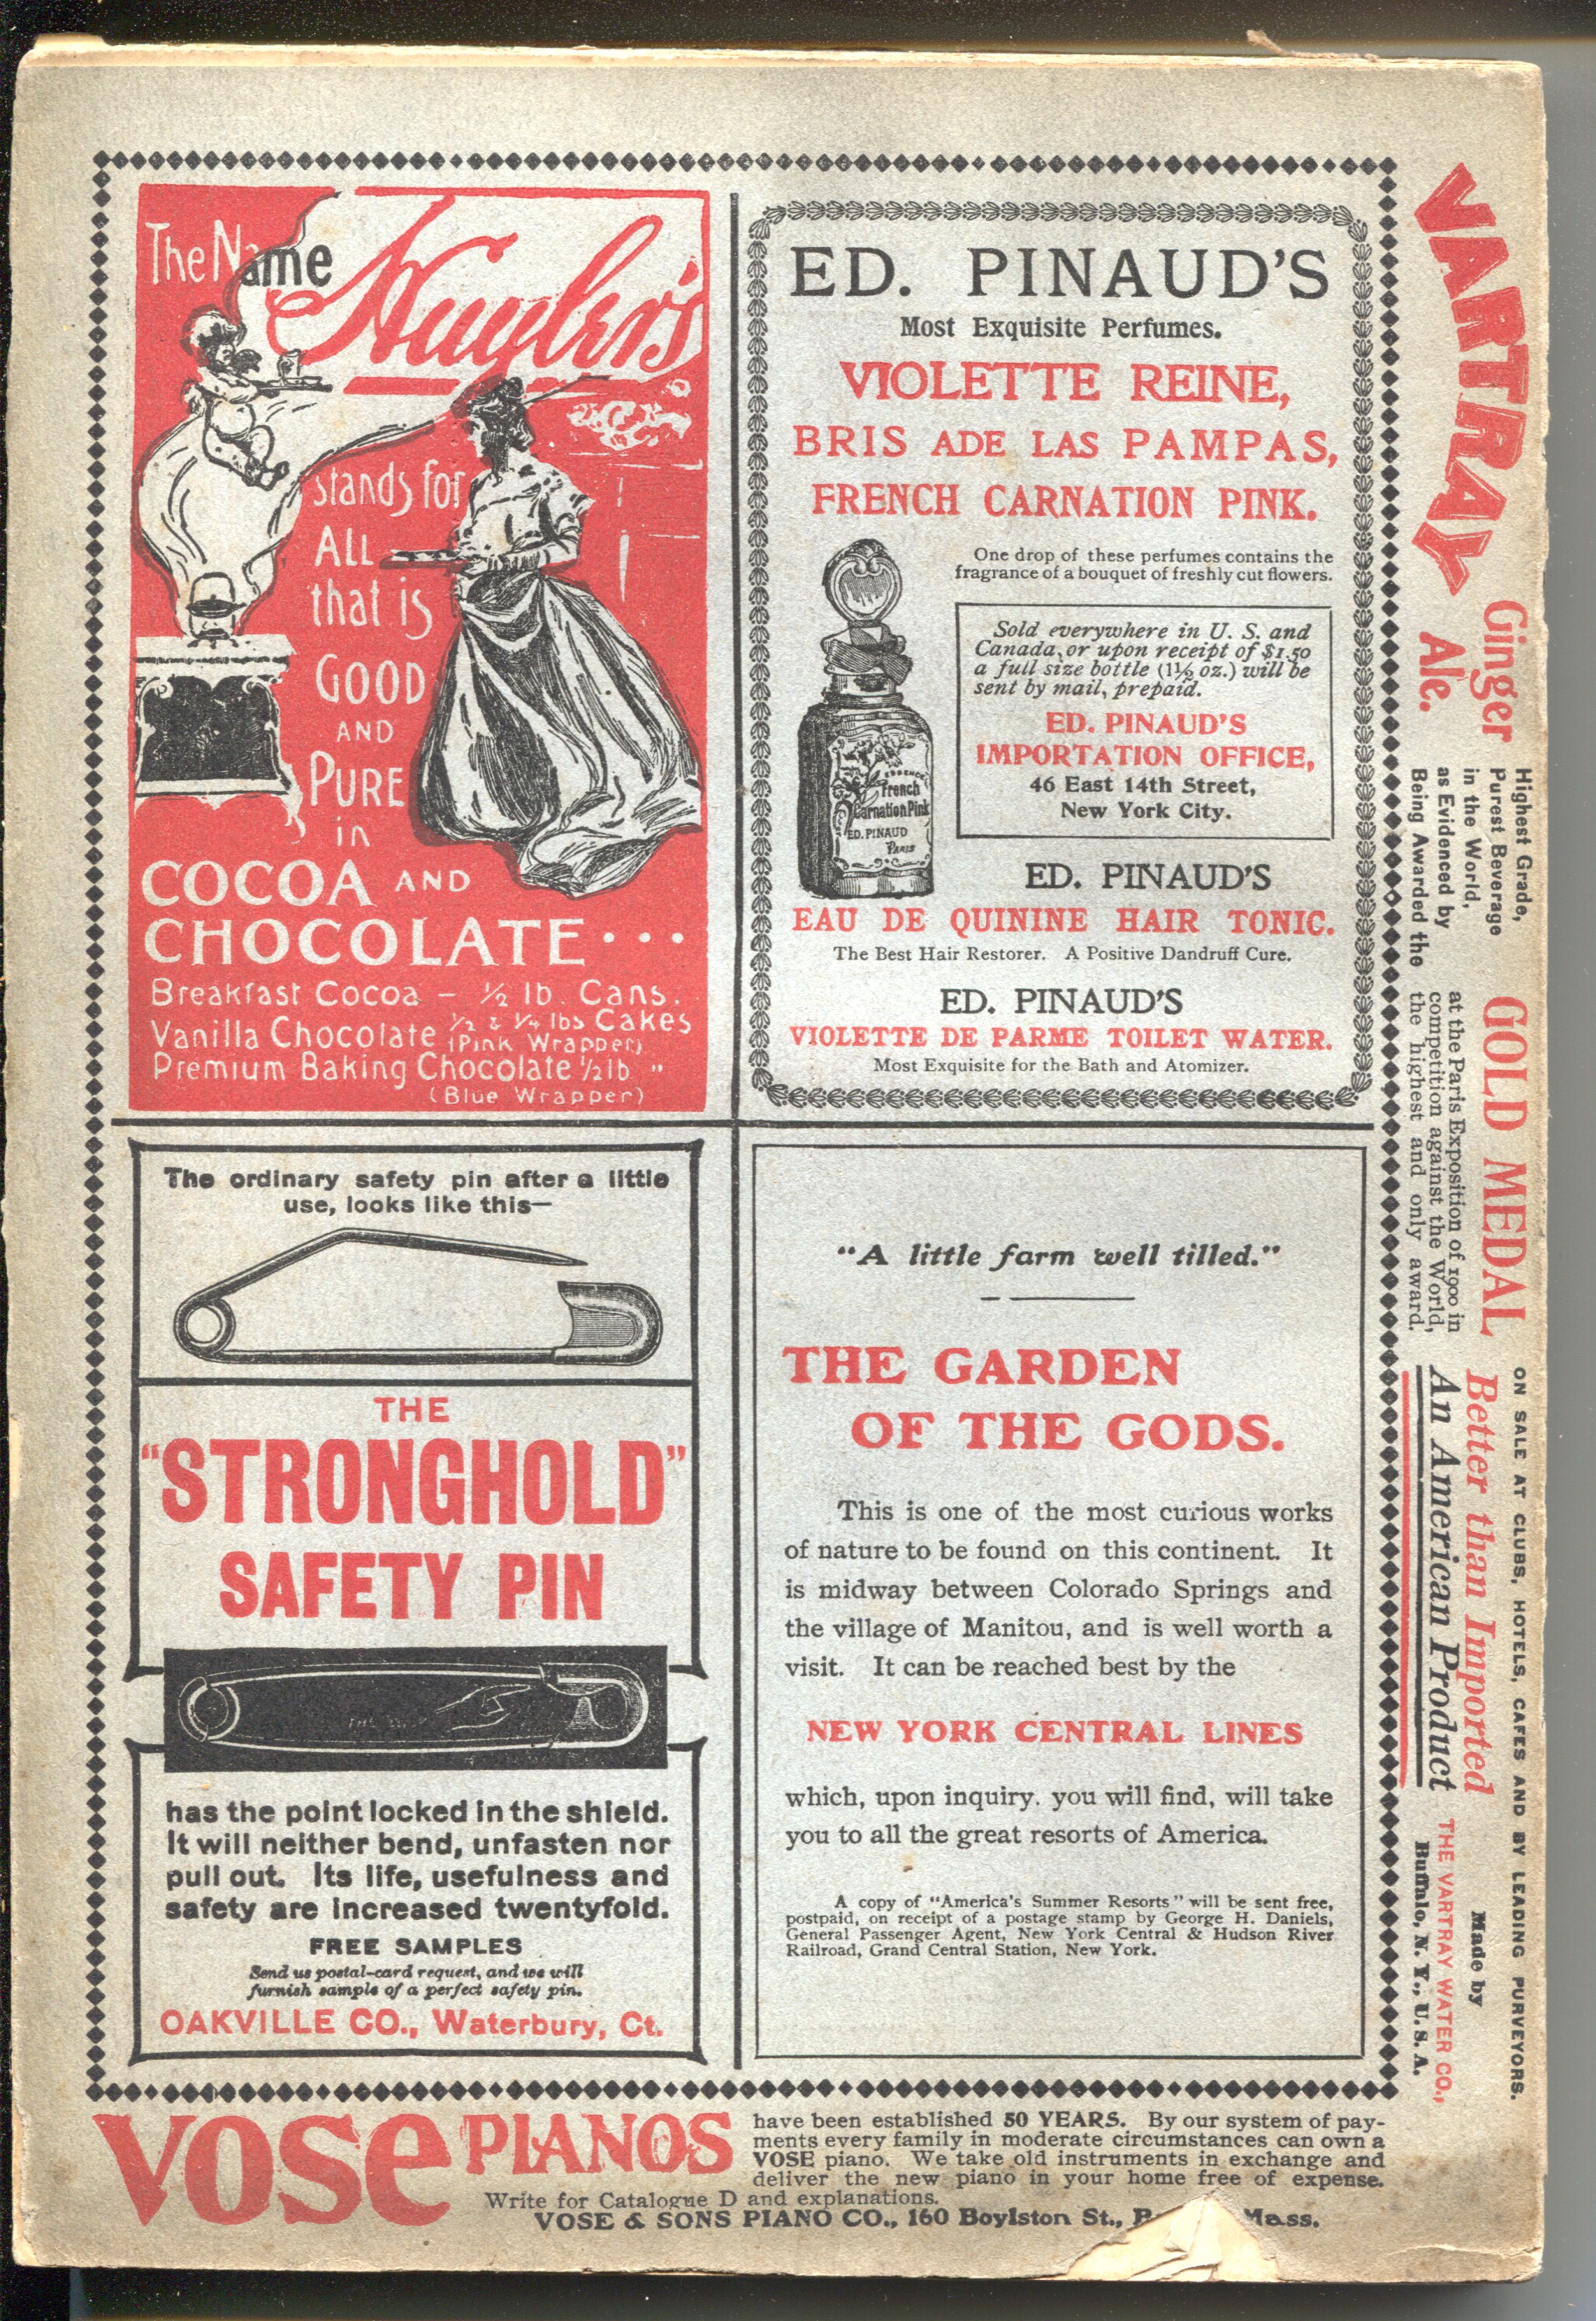 The Name
Huyler's
stands for
ALL
that is
GOOD
AND
PURE
in
COCOA AND
CHOCOLATE...
Breakfast Cocoa – ½ lb. Cans.
Vanilla Chocolate ½ & ¼ lbs Cakes
(Pink Wrapper)
Premium Baking Chocolate ½ lb "
(Blue Wrapper)
ED. PINAUD'S
Most Exquisite Perfumes.
VIOLETTE REINE,
BRIS ADE LAS PAMPAS,
FRENCH CARNATION PINK.
One drop of these perfumes contains the
fragrance of a bouquet of freshly cut flowers.
Sold everywhere in U. S. and
Canada, or upon receipt of $1.50
a full size bottle (1½ oz.) will be
sent by mail, prepaid.
ED. PINAUD'S
IMPORTATION OFFICE,
46 East 14th Street,
New York City.
ESSENCE
French
Carnation Pink
ED. PINAUD
PARIS
ED. PINAUD'S
EAU DE QUININE HAIR TONIC.
The Best Hair Restorer. A Positive Dandruff Cure.
ED. PINAUD'S
VIOLETTE DE PARME TOILET WATER.
Most Exquisite for the Bath and Atomizer.
The ordinary safety pin after a little
use, looks like this—
THE
"STRONGHOLD"
SAFETY PIN
has the point locked in the shield.
It will neither bend, unfasten nor
pull out. Its life, usefulness and
safety are increased twentyfold.
FREE SAMPLES
Send us postal-card request, and we will
furnish sample of a perfect safety pin.
OAKVILLE CO., Waterbury, Ct.
"A little farm well tilled."
THE GARDEN
OF THE GODS.
This is one of the most curious works
of nature to be found on this continent. It
is midway between Colorado Springs and
the village of Manitou, and is well worth a
visit. It can be reached best by the
NEW YORK CENTRAL LINES
which, upon inquiry. you will find, will take
you to all the great resorts of America.
A copy of "America's Summer Resorts" will be sent free,
postpaid, on receipt of a postage stamp by George H. Daniels,
General Passenger Agent, New York Central & Hudson River
Railroad, Grand Central Station, New York.
VARTRAY
Ginger
Ale.
Highest Grade,
Purest Beverage
in the World,
as Evidenced by
Being Awarded the
GOLD MEDAL
at the Paris Exposition of 1900 in
competition against the World,
the highest and only award.
ON SALE AT CLUBS, HOTELS, CAFES AND BY LEADING PURVEYORS.
Better than Imported
An American Product
Made by
THE VARTRAY WATER CO.,
Buffalo, N. Y., U. S. A.
VOSE PIANOS
have been established 50 YEARS. By our system of pay-
ments every family in moderate circumstances can own a
VOSE piano. We take old instruments in exchange and
deliver the new piano in your home free of expense.
Write for Catalogue D and explanations.
VOSE & SONS PIANO CO., 160 Boylston St., Mass.